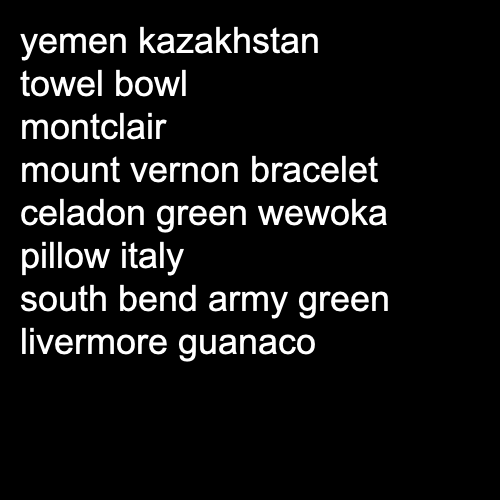 yemen kazakhstan
towel bowl
montclair
mount vernon bracelet
celadon green wewoka
pillow italy
south bend army green
livermore guanaco